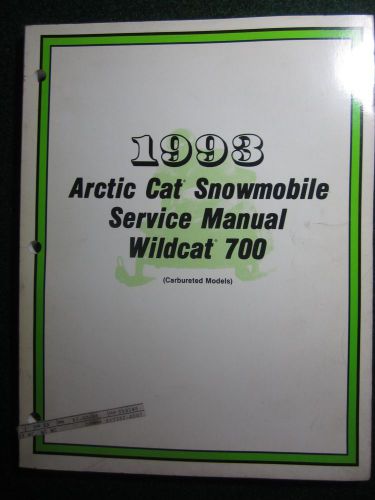 1993
Arctic Cat® Snowmobile
Service Manual
Wildcat® 700
(Carbureted Models)